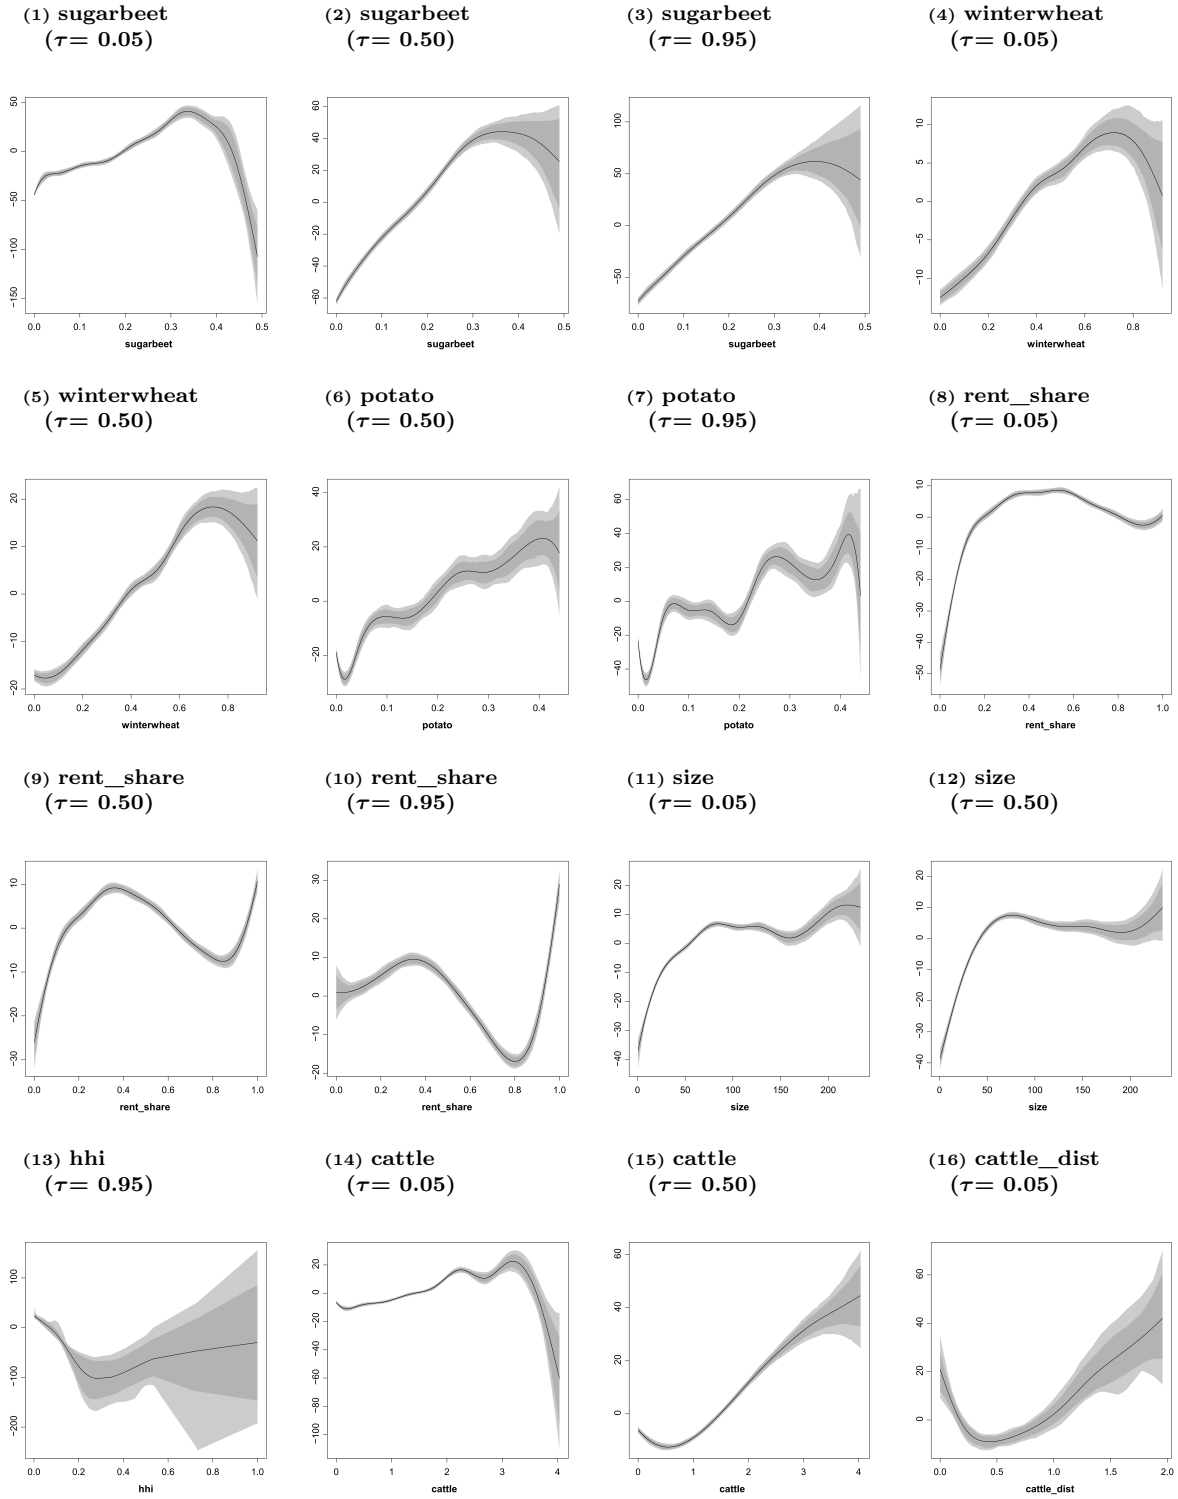 (1) sugarbeet
(τ= 0.05)
(2) sugarbeet
(τ= 0.50)
(3) sugarbeet
(τ= 0.95)
(4) winterwheat
(τ= 0.05)
50
0
−50
−100
−150
0.0 0.1 0.2 0.3 0.4 0.5
sugarbeet
60
40
20
0
−20
−40
−60
0.0 0.1 0.2 0.3 0.4 0.5
sugarbeet
100
50
0
−50
0.0 0.1 0.2 0.3 0.4 0.5
sugarbeet
10
5
0
−5
−10
0.0 0.2 0.4 0.6 0.8
winterwheat
(5) winterwheat
(τ= 0.50)
(6) potato
(τ= 0.50)
(7) potato
(τ= 0.95)
(8) rent_share
(τ= 0.05)
20
10
0
−10
−20
0.0 0.2 0.4 0.6 0.8
winterwheat
40
20
0
−20
0.0 0.1 0.2 0.3 0.4
potato
60
40
20
0
−20
−40
0.0 0.1 0.2 0.3 0.4
potato
10
0
−10
−20
−30
−40
−50
0.0 0.2 0.4 0.6 0.8 1.0
rent_share
(9) rent_share
(τ= 0.50)
(10) rent_share
(τ= 0.95)
(11) size
(τ= 0.05)
(12) size
(τ= 0.50)
10
0
−10
−20
−30
0.0 0.2 0.4 0.6 0.8 1.0
rent_share
30
20
10
0
−10
−20
0.0 0.2 0.4 0.6 0.8 1.0
rent_share
20
10
0
−10
−20
−30
−40
0 50 100 150 200
size
20
10
0
−10
−20
−30
−40
0 50 100 150 200
size
(13) hhi
(τ= 0.95)
(14) cattle
(τ= 0.05)
(15) cattle
(τ= 0.50)
(16) cattle_dist
(τ= 0.05)
100
0
−100
−200
0.0 0.2 0.4 0.6 0.8 1.0
hhi
20
0
−20
−40
−60
−80
−100
0 1 2 3 4
cattle
60
40
20
0
0 1 2 3 4
cattle
60
40
20
0
0.0 0.5 1.0 1.5 2.0
cattle_dist